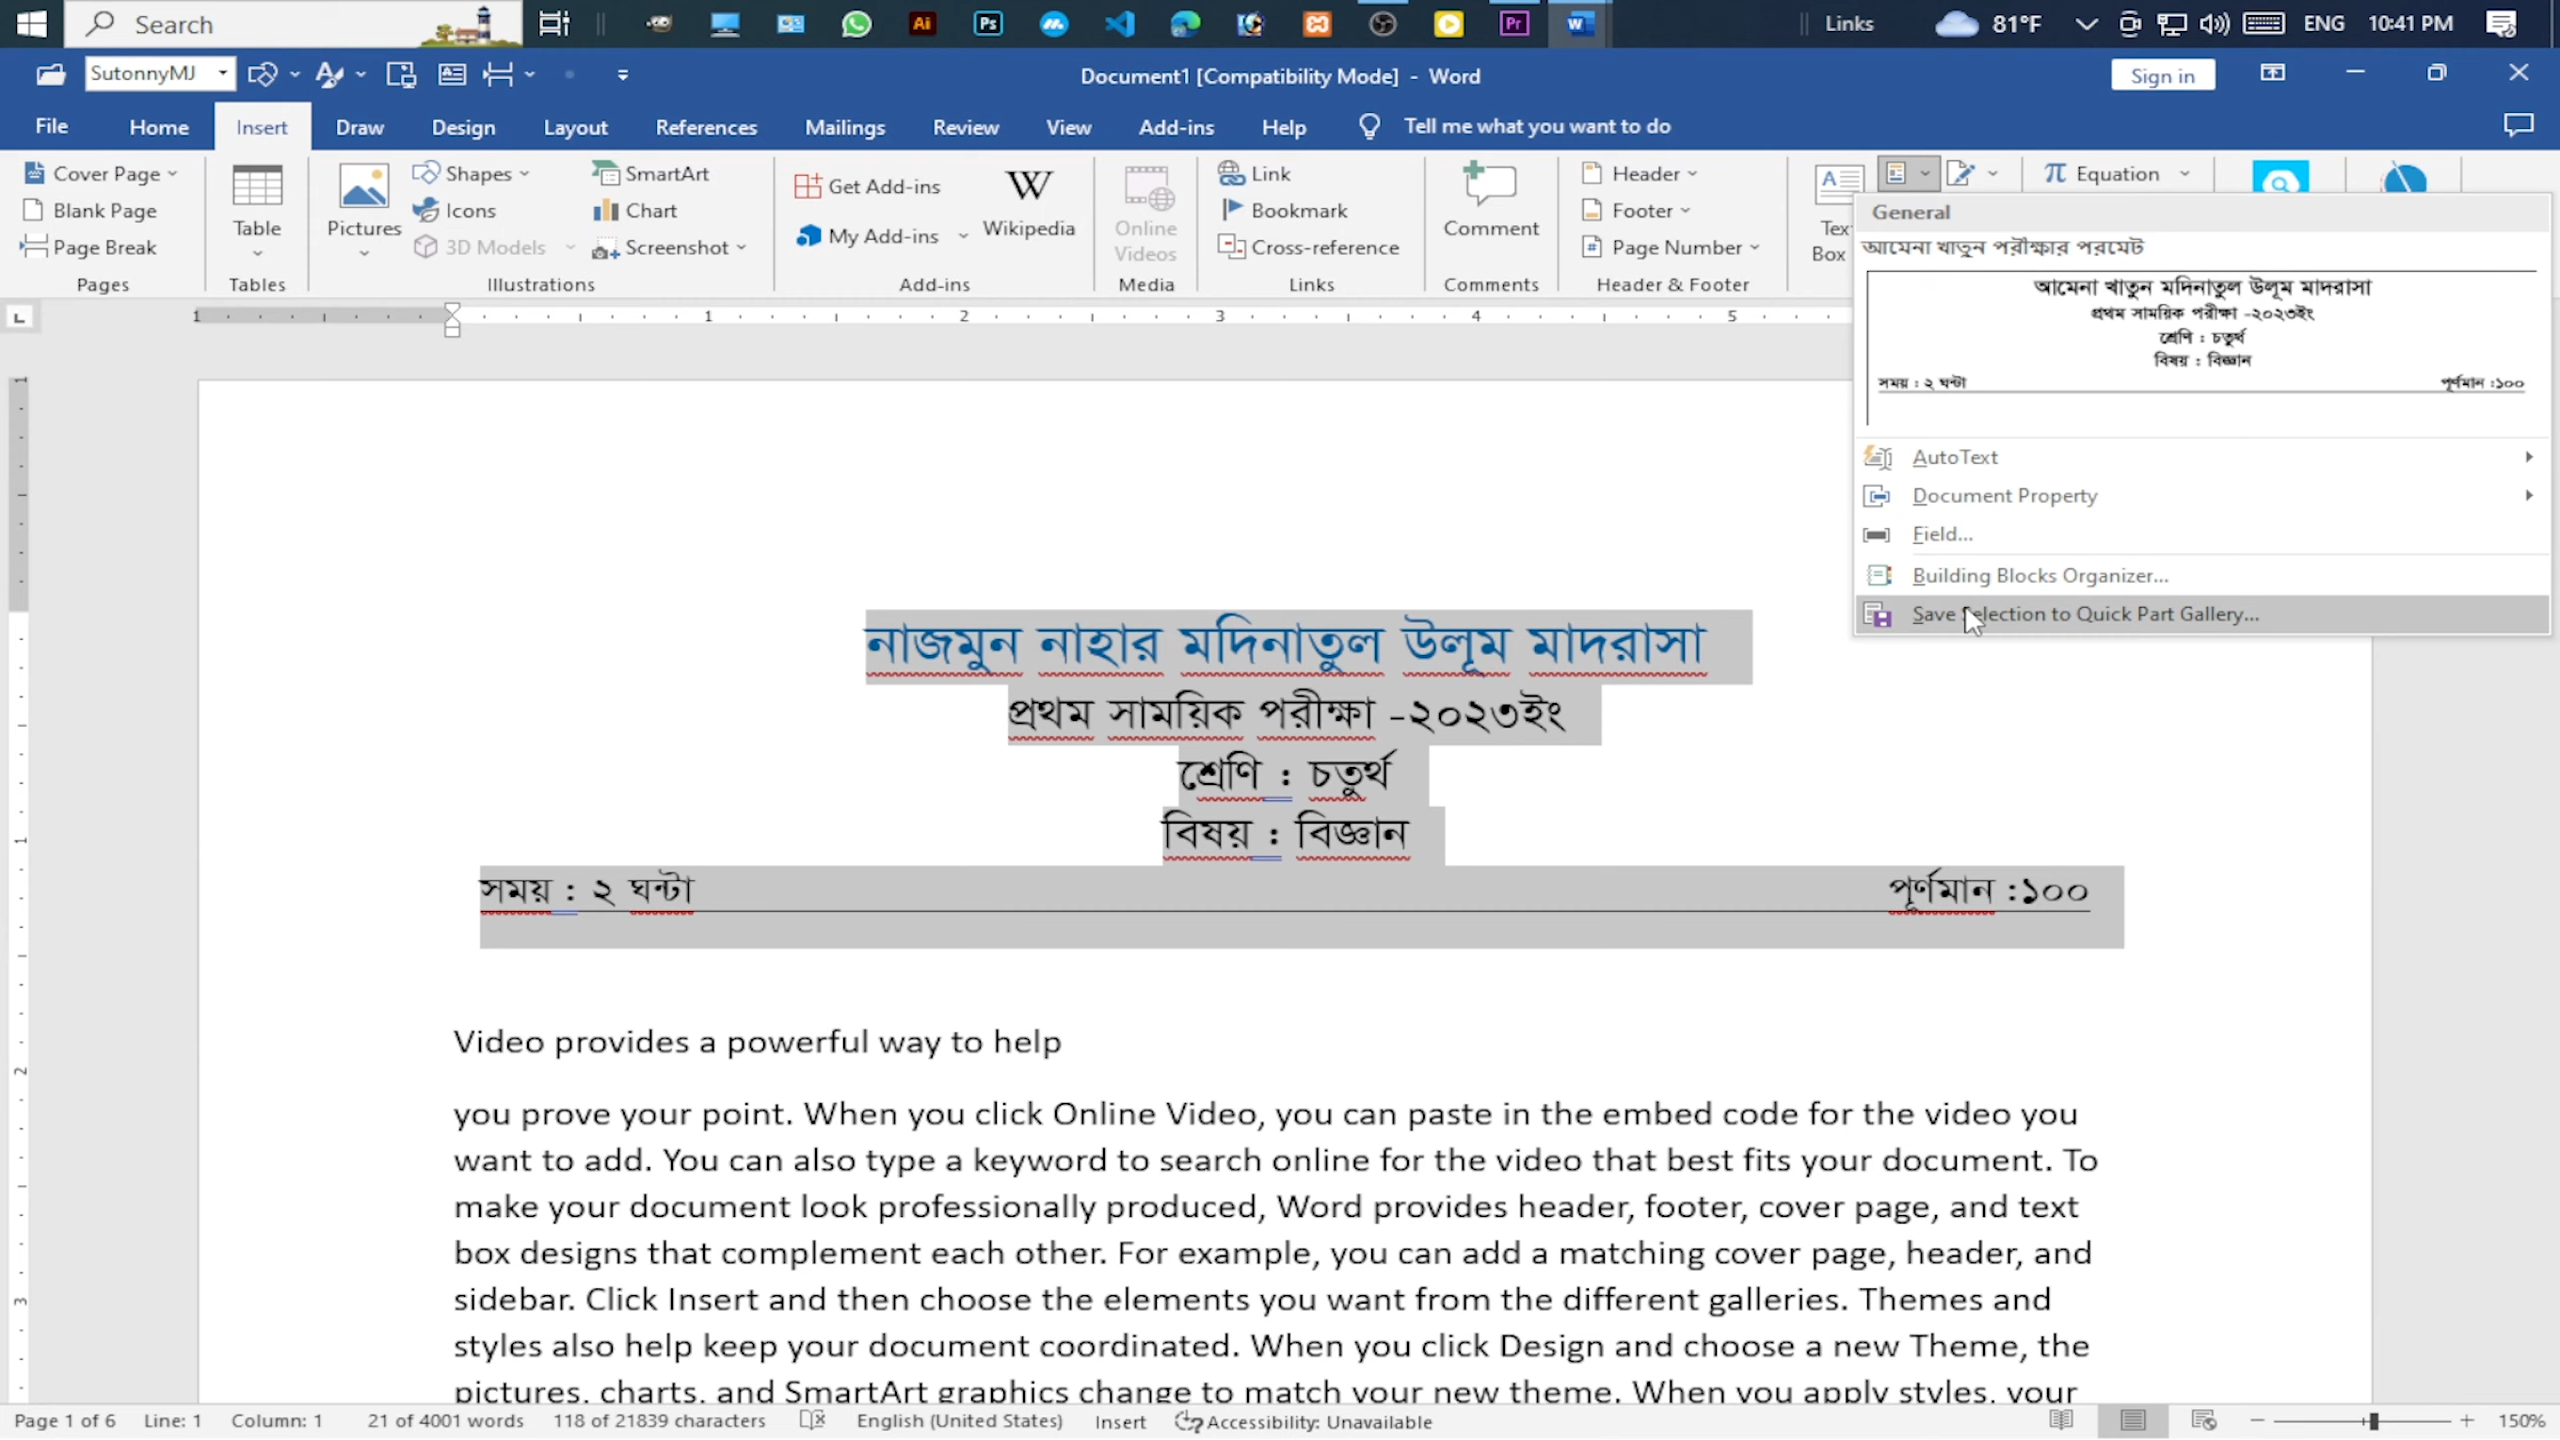 Search
Links
81°F
ENG
10:41 PM
SutonnyMJ
Document1 [Compatibility Mode] - Word
Sign in
File
Home
Insert
Draw
Design
Layout
References
Mailings
Review
View
Add-ins
Help
Tell me what you want to do
Cover Page
Blank Page
Page Break
Pages
Table
Tables
Pictures
Shapes
Icons
3D Models
SmartArt
Chart
Screenshot
Illustrations
Get Add-ins
My Add-ins
Wikipedia
Add-ins
Online
Videos
Media
Link
Bookmark
Cross-reference
Links
Comment
Comments
Header
Footer
Page Number
Header & Footer
Box
Equation
General
আমেনা খাতুন পরীক্ষার পরমেট
আমেনা খাতুন মদিনাতুল উলূম মাদরাসা
প্রথম সাময়িক পরীক্ষা -২০২৩ইং
শ্রেণি : চতুর্থ
বিষয় : বিজ্ঞান
সময় : ২ ঘন্টা পূর্ণমান :১০০
AutoText
Document Property
Field...
Building Blocks Organizer...
Save Selection to Quick Part Gallery...
নাজমুন নাহার মদিনাতুল উলূম মাদরাসা
প্রথম সাময়িক পরীক্ষা -২০২৩ইং
শ্রেণি : চতুর্থ
বিষয় : বিজ্ঞান
সময় : ২ ঘন্টা পূর্ণমান :১০০
Video provides a powerful way to help
you prove your point. When you click Online Video, you can paste in the embed code for the video you
want to add. You can also type a keyword to search online for the video that best fits your document. To
make your document look professionally produced, Word provides header, footer, cover page, and text
box designs that complement each other. For example, you can add a matching cover page, header, and
sidebar. Click Insert and then choose the elements you want from the different galleries. Themes and
styles also help keep your document coordinated. When you click Design and choose a new Theme, the
pictures, charts, and SmartArt graphics change to match your new theme. When you apply styles, your
Page 1 of 6
Line: 1
Column: 1
21 of 4001 words
118 of 21839 characters
English (United States)
Insert
Accessibility: Unavailable
150%